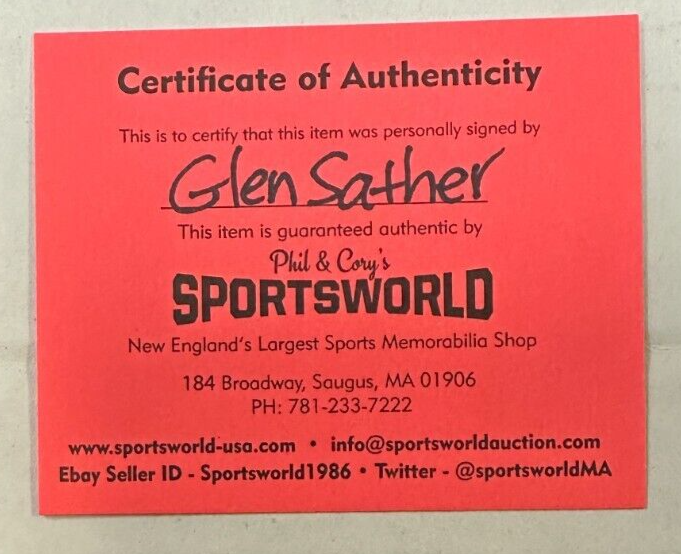 Certificate of Authenticity
This is to certify that this item was personally signed by
Glen Sather
This item is guaranteed authentic by
Phil & Cory's
SPORTSWORLD
New England's Largest Sports Memorabilia Shop
184 Broadway, Saugus, MA 01906
PH: 781-233-7222
www.sportsworld-usa.com • info@sportsworldauction.com
Ebay Seller ID - Sportsworld1986 • Twitter - @sportsworldMA